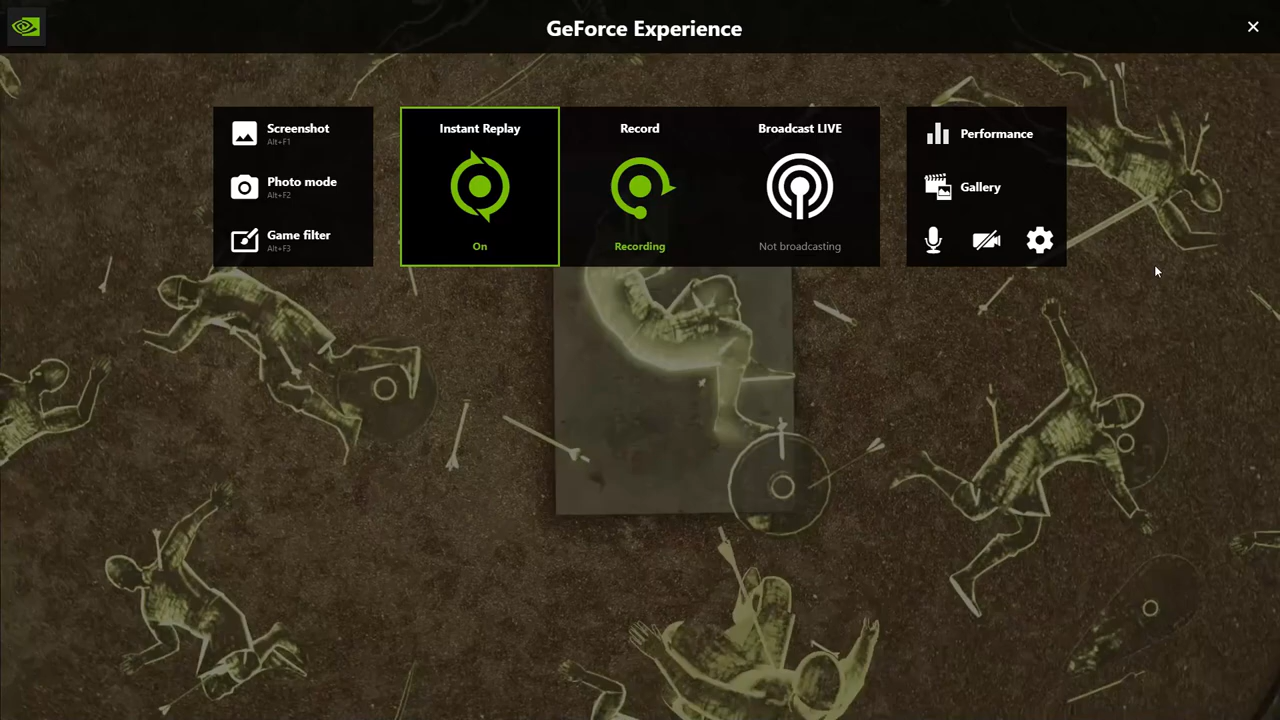 GeForce Experience
Screenshot
Alt+F1
Photo mode
Alt+F2
Game filter
Alt+F3
Instant Replay
On
Record
Recording
Broadcast LIVE
Not broadcasting
Performance
Gallery